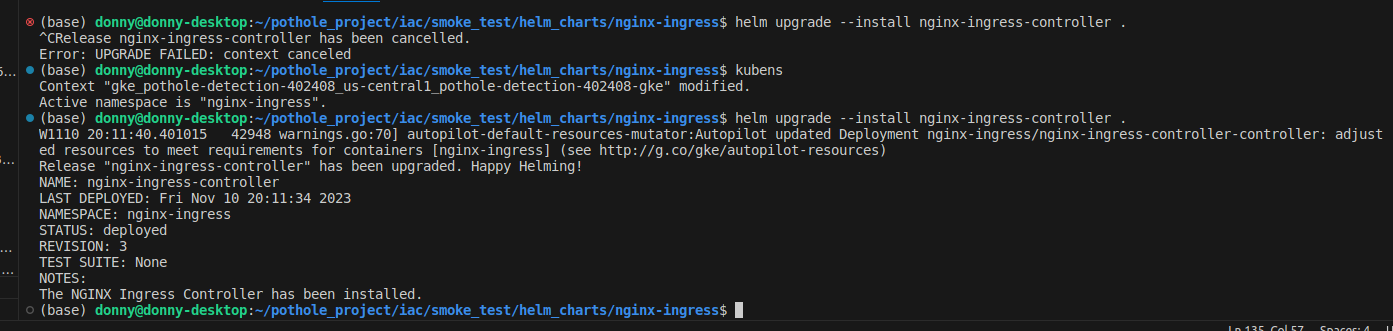 (base) donny@donny-desktop:~/pothole_project/iac/smoke_test/helm_charts/nginx-ingress$ helm upgrade --install nginx-ingress-controller .
^CRelease nginx-ingress-controller has been cancelled.
Error: UPGRADE FAILED: context canceled
(base) donny@donny-desktop:~/pothole_project/iac/smoke_test/helm_charts/nginx-ingress$ kubens
Context "gke_pothole-detection-402408_us-central1_pothole-detection-402408-gke" modified.
Active namespace is "nginx-ingress".
(base) donny@donny-desktop:~/pothole_project/iac/smoke_test/helm_charts/nginx-ingress$ helm upgrade --install nginx-ingress-controller .
W1110 20:11:40.401015   42948 warnings.go:70] autopilot-default-resources-mutator:Autopilot updated Deployment nginx-ingress/nginx-ingress-controller-controller: adjust
ed resources to meet requirements for containers [nginx-ingress] (see http://g.co/gke/autopilot-resources)
Release "nginx-ingress-controller" has been upgraded. Happy Helming!
NAME: nginx-ingress-controller
LAST DEPLOYED: Fri Nov 10 20:11:34 2023
NAMESPACE: nginx-ingress
STATUS: deployed
REVISION: 3
TEST SUITE: None
NOTES:
The NGINX Ingress Controller has been installed.
(base) donny@donny-desktop:~/pothole_project/iac/smoke_test/helm_charts/nginx-ingress$
Ln 135, Col 57 Spaces: 4